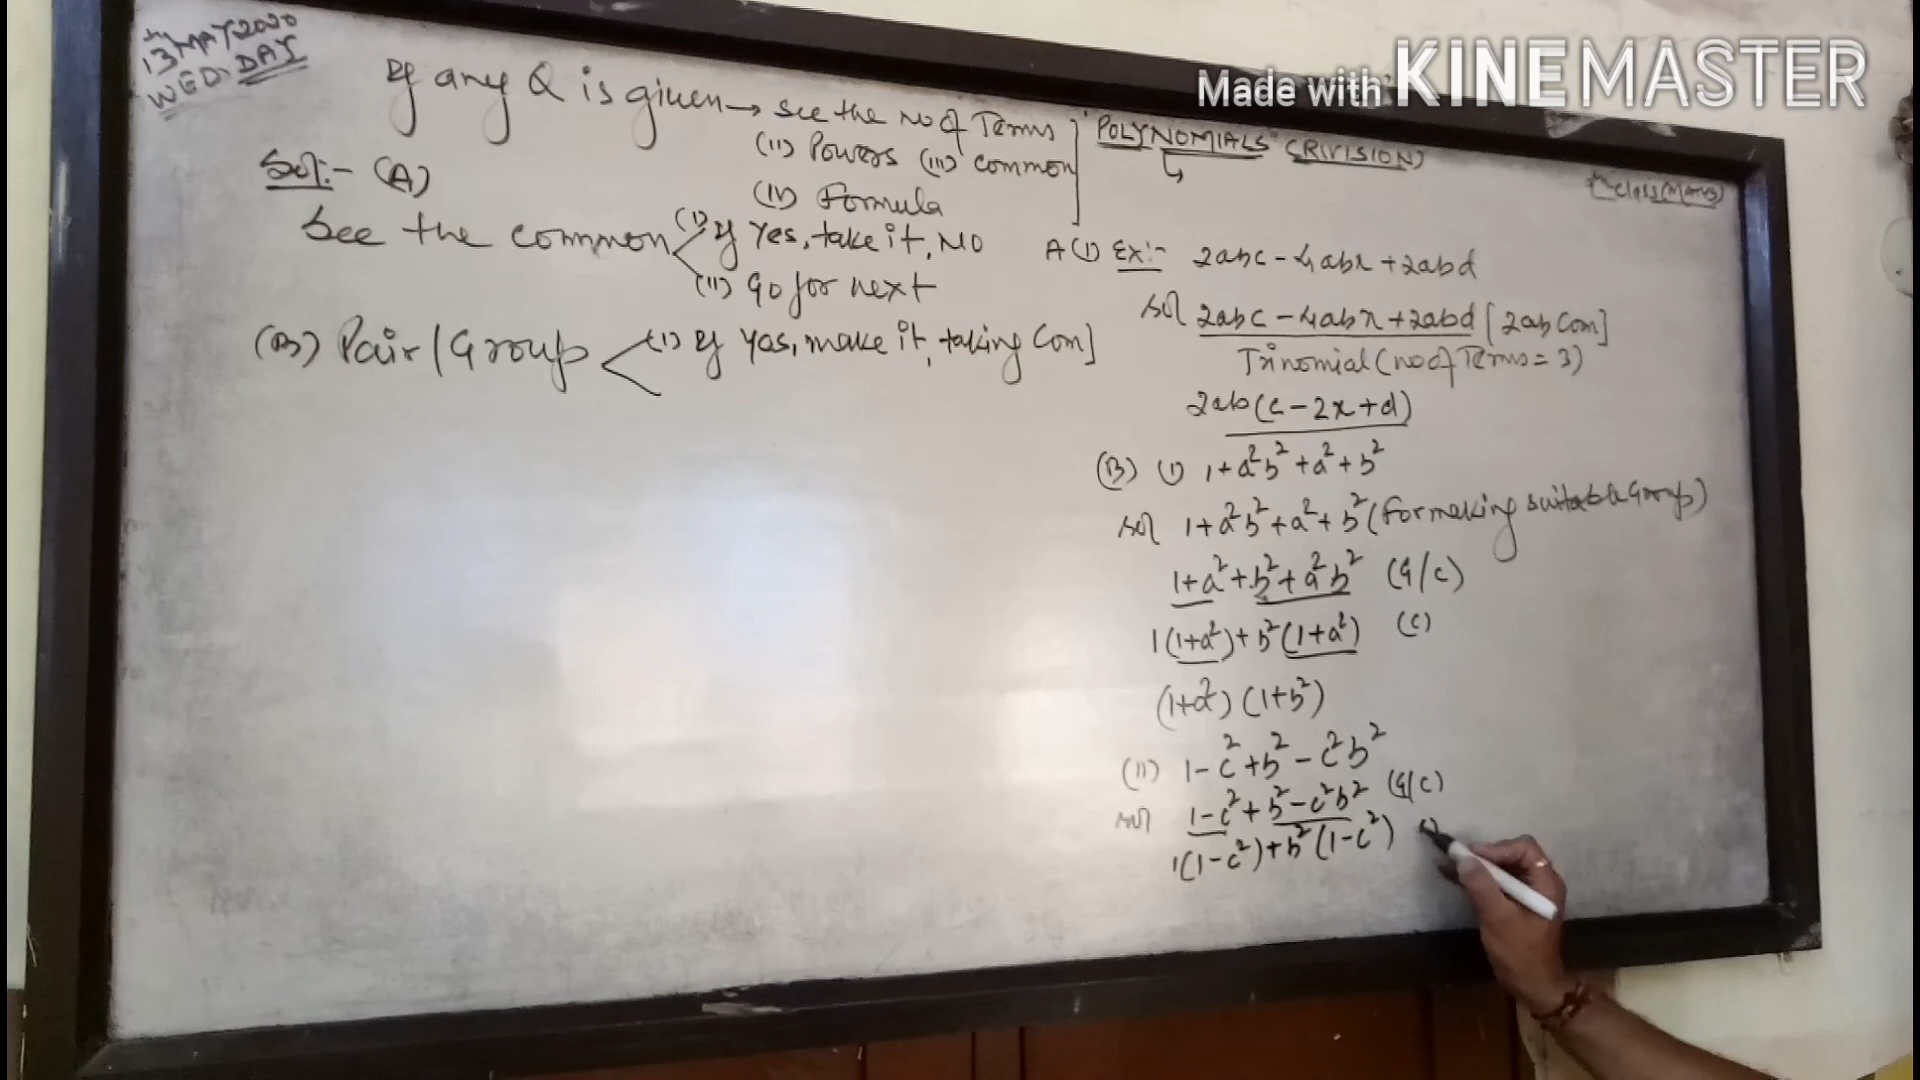 13th MAY 2020
WED. DAY
Made with KINEMASTER
If any Q is given → see the No of Terms
(II) Powers (III) common
(IV) Formula
"POLYNOMIALS" (RIVISION)
class (Maths)
Sol:- (A)
See the common (I) If Yes, take it, NO
(II) Go for next
(B) Pair/Group (I) If Yas, make it, taking Com]
A (I) Ex:- 2abc - 4abx + 2abd
Sol 2abc - 4abx + 2abd [2ab Com]
Trinomial (no of Terms = 3)
2ab(c - 2x + d)
(B) (I) 1 + a²b² + a² + b²
Sol 1 + a²b² + a² + b² (For making suitable Group)
1 + a² + b² + a²b² (G/C)
1(1+a²) + b²(1+a²) (C)
(1+a²)(1+b²)
(II) 1 - c² + b² - c²b²
Sol 1 - c² + b² - c²b² (G/C)
1(1-c²) + b²(1-c²)